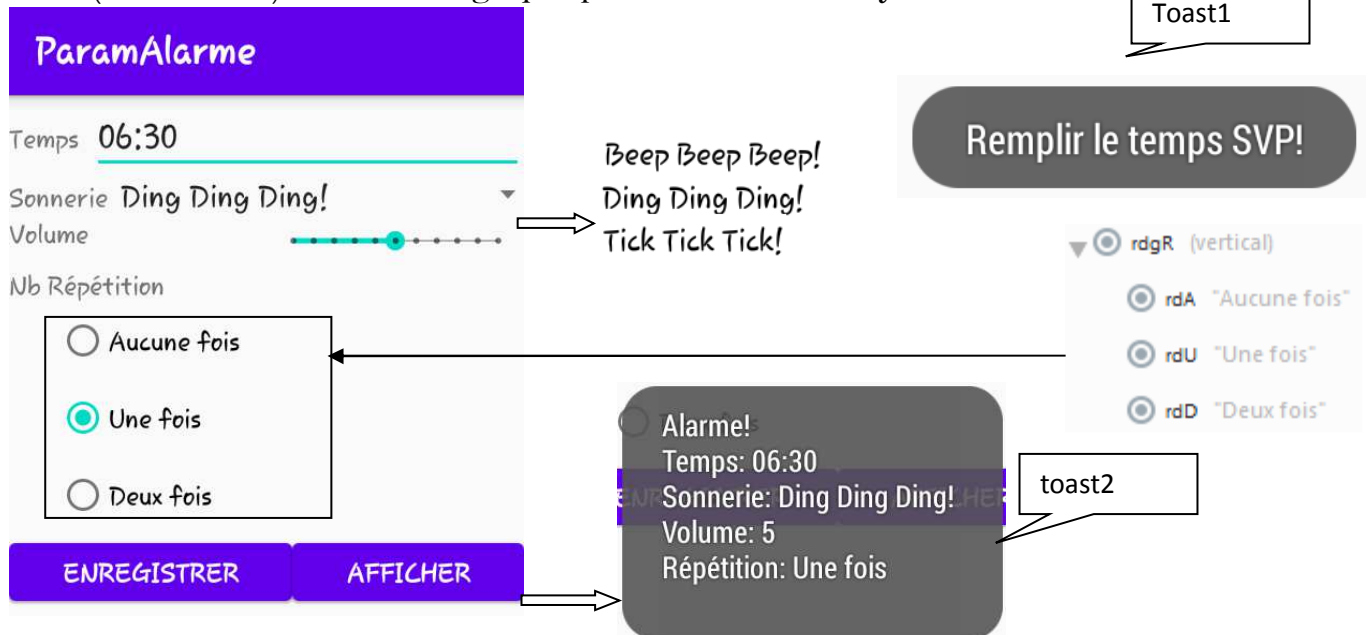 Toast1
ParamAlarme
Temps 06:30
Sonnerie Ding Ding Ding!
Volume
Nb Répétition
Aucune fois
Une fois
Deux fois
ENREGISTRER AFFICHER
Beep Beep Beep!
Ding Ding Ding!
Tick Tick Tick!
Remplir le temps SVP!
rdgR (vertical)
rdA "Aucune fois"
rdU "Une fois"
rdD "Deux fois"
Alarme!
Temps: 06:30
Sonnerie: Ding Ding Ding!
Volume: 5
Répétition: Une fois
toast2